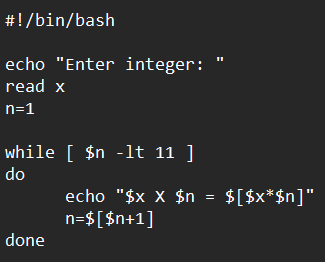 #!/bin/bash

echo "Enter integer: "
read x
n=1

while [ $n -lt 11 ]
do
      echo "$x X $n = $[$x*$n]"
      n=$[$n+1]
done